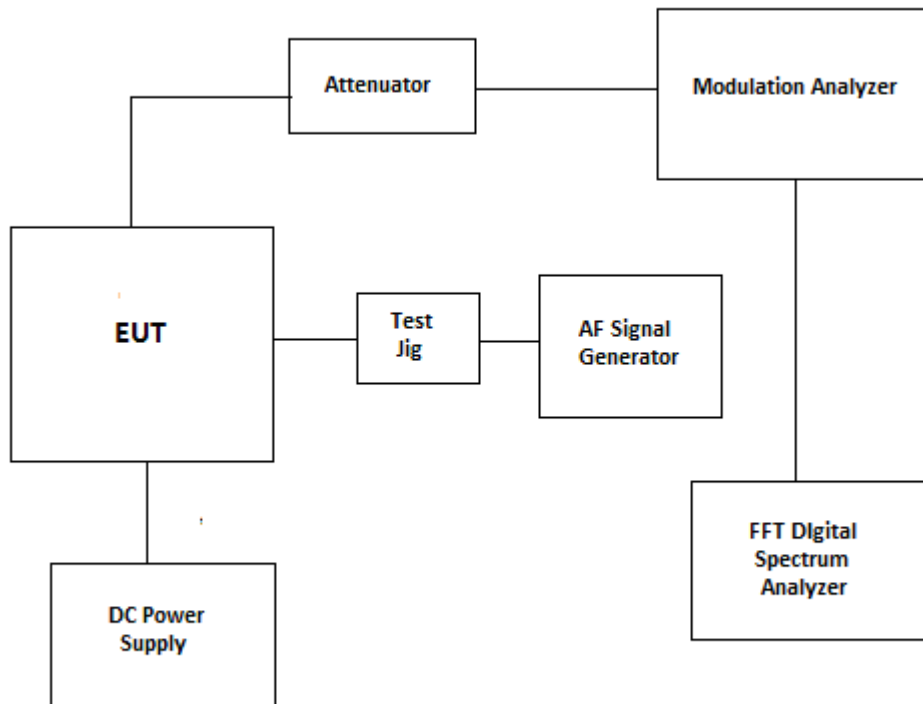 Attenuator
Modulation Analyzer
EUT
Test
Jig
AF Signal
Generator
FFT DIgital
Spectrum
Analyzer
DC Power
Supply